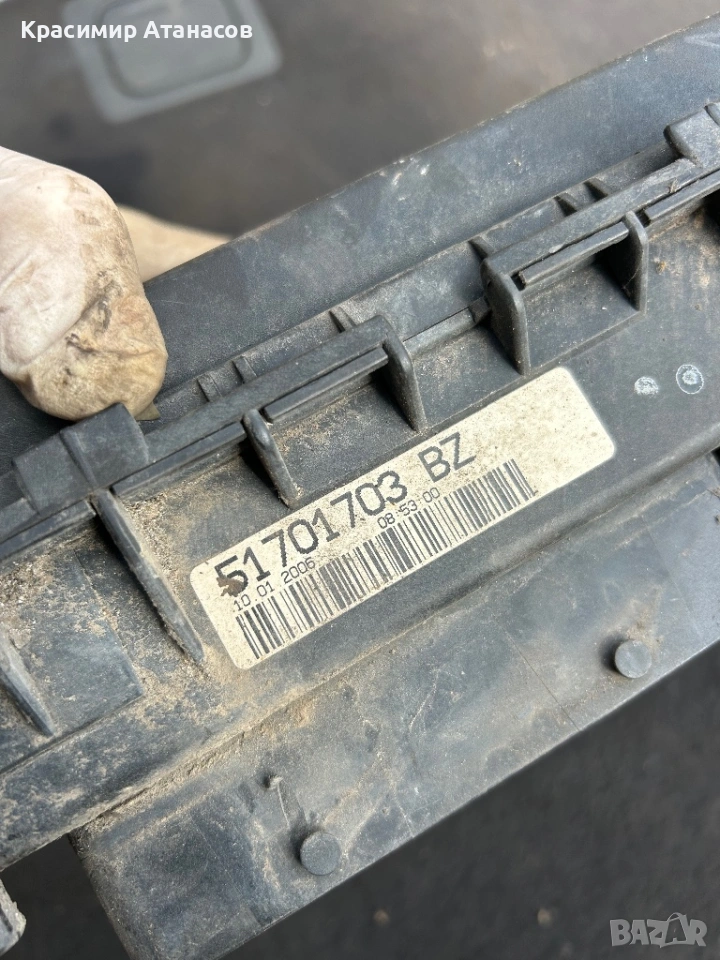 Красимир Атанасов
51701703 BZ
10.01.2006 08:53:00
BAZAR